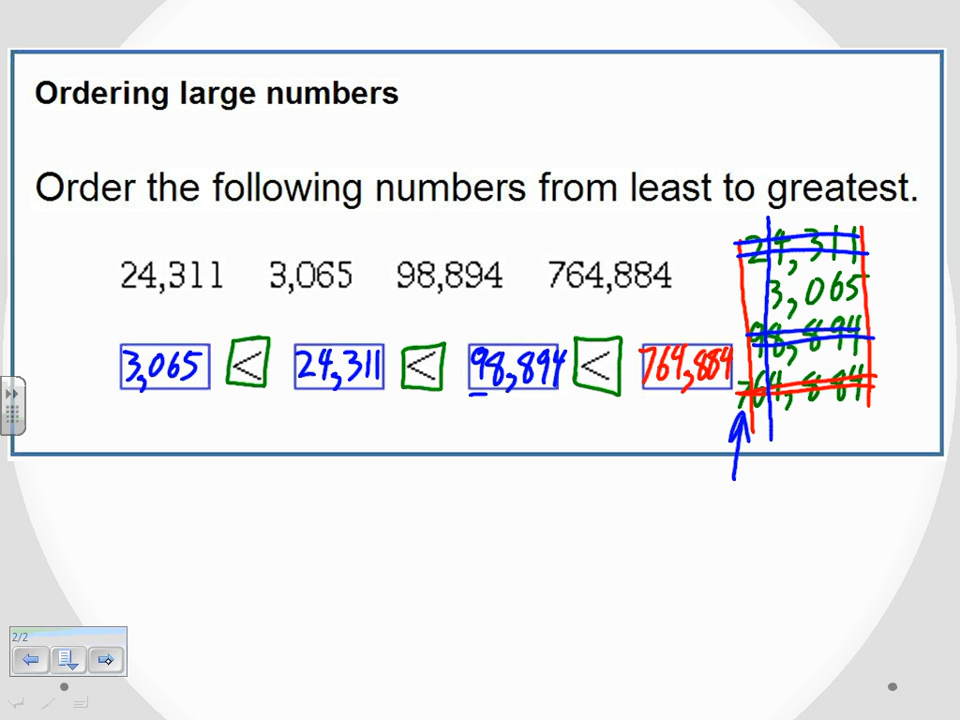 Ordering large numbers
Order the following numbers from least to greatest.
24,311 3,065 98,894 764,884
3,065 < 24,311 < 98,894 < 764,884
24,311
3,065
98,894
764,884
2/2